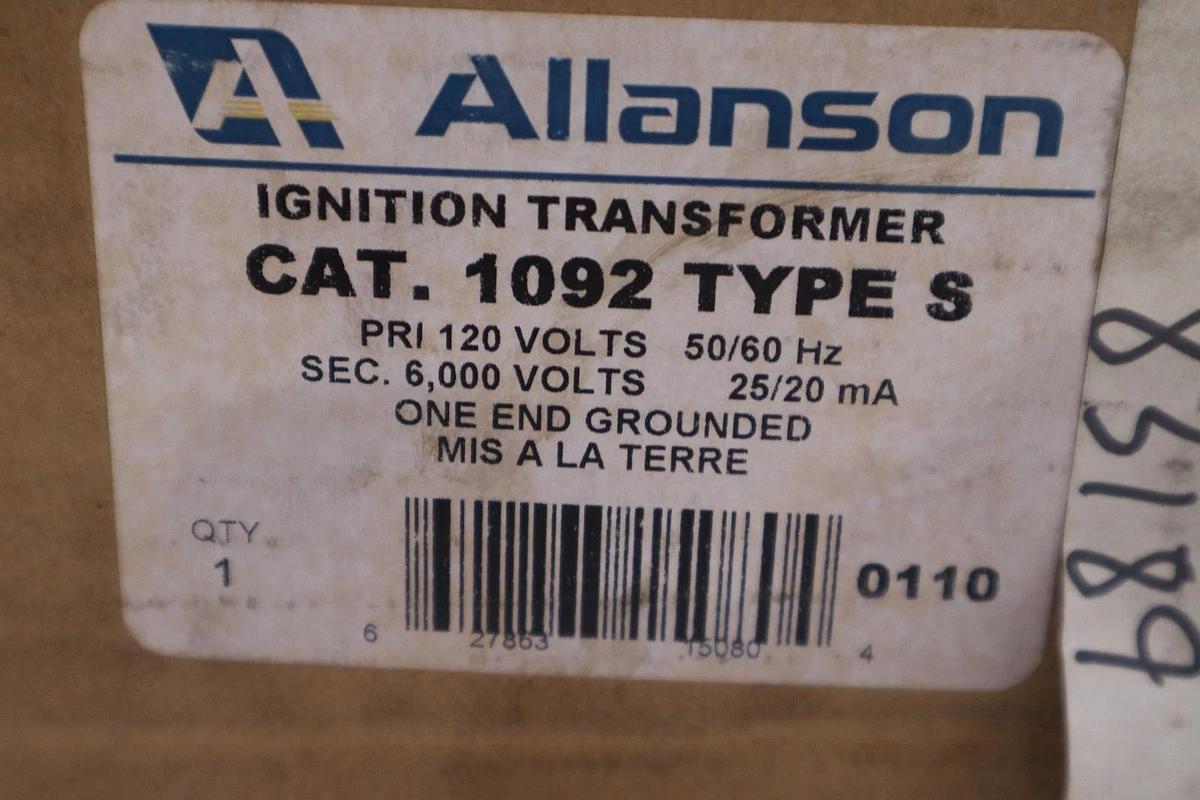 Allanson
IGNITION TRANSFORMER
CAT. 1092 TYPE S
PRI 120 VOLTS 50/60 Hz
SEC. 6,000 VOLTS 25/20 mA
ONE END GROUNDED
MIS A LA TERRE
QTY
1
0110
6 27863 15080 4
83189